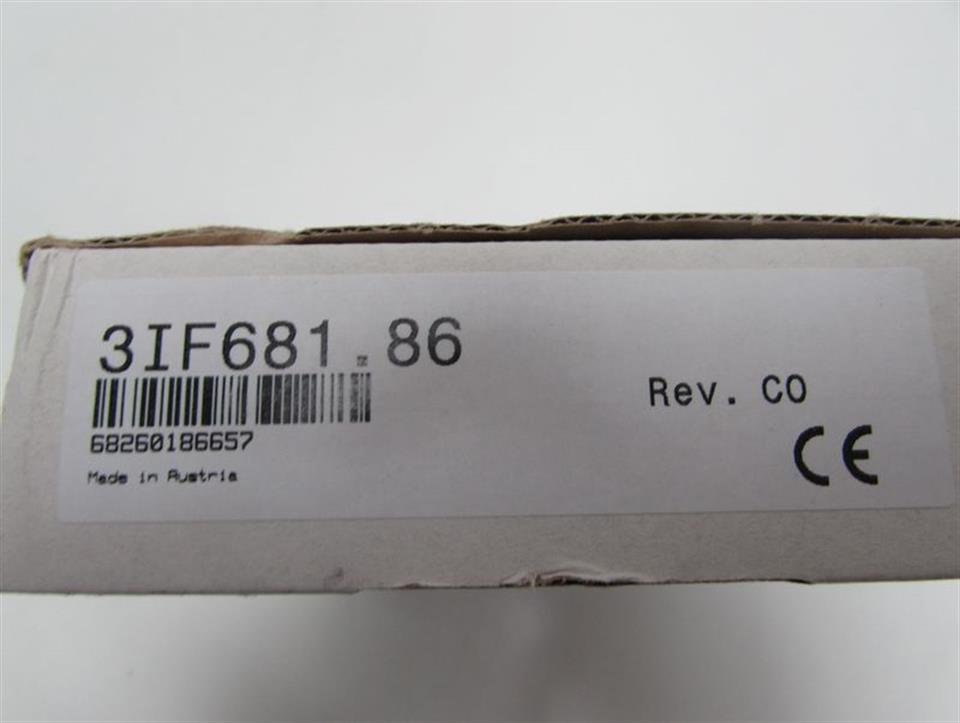 3IF681.86
Rev. C0
68260186657
Made in Austria
CE